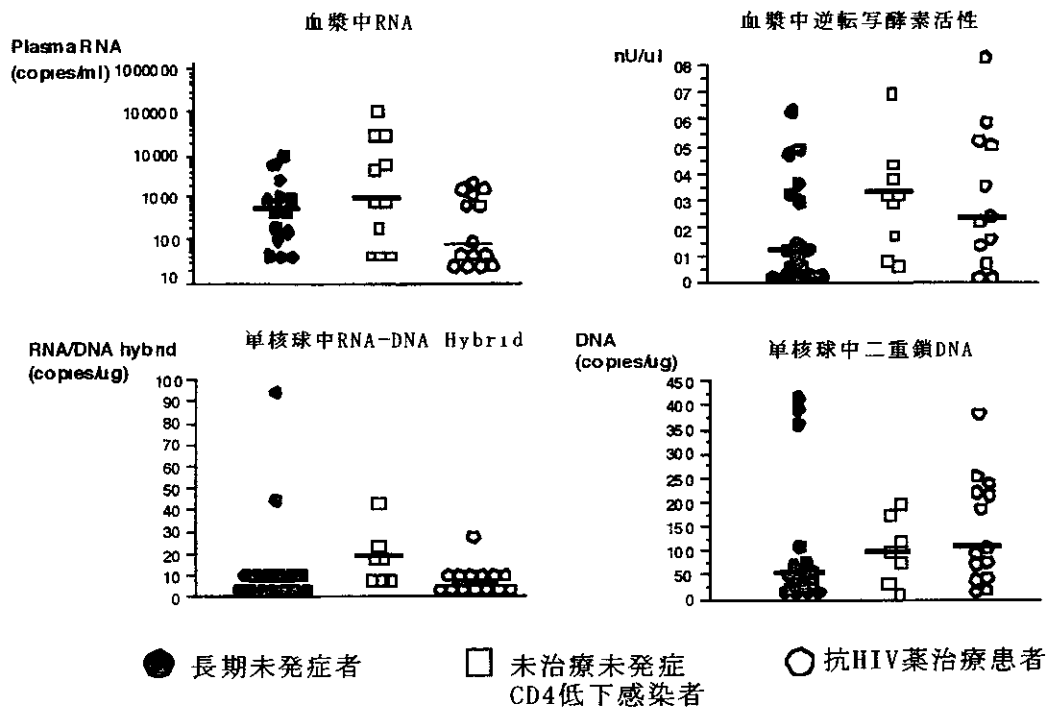 血漿中RNA
Plasma RNA
(copies/ml)
1000000
100000
10000
1000
100
10
血漿中逆転写酵素活性
nU/ul
08
07
06
05
04
03
02
01
0
単核球中RNA-DNA Hybrid
RNA/DNA hybrid
(copies/ug)
100
90
80
70
60
50
40
30
20
10
0
単核球中二重鎖DNA
DNA
(copies/ug)
450
400
350
300
250
200
150
100
50
0
長期未発症者
未治療未発症
CD4低下感染者
抗HIV薬治療患者